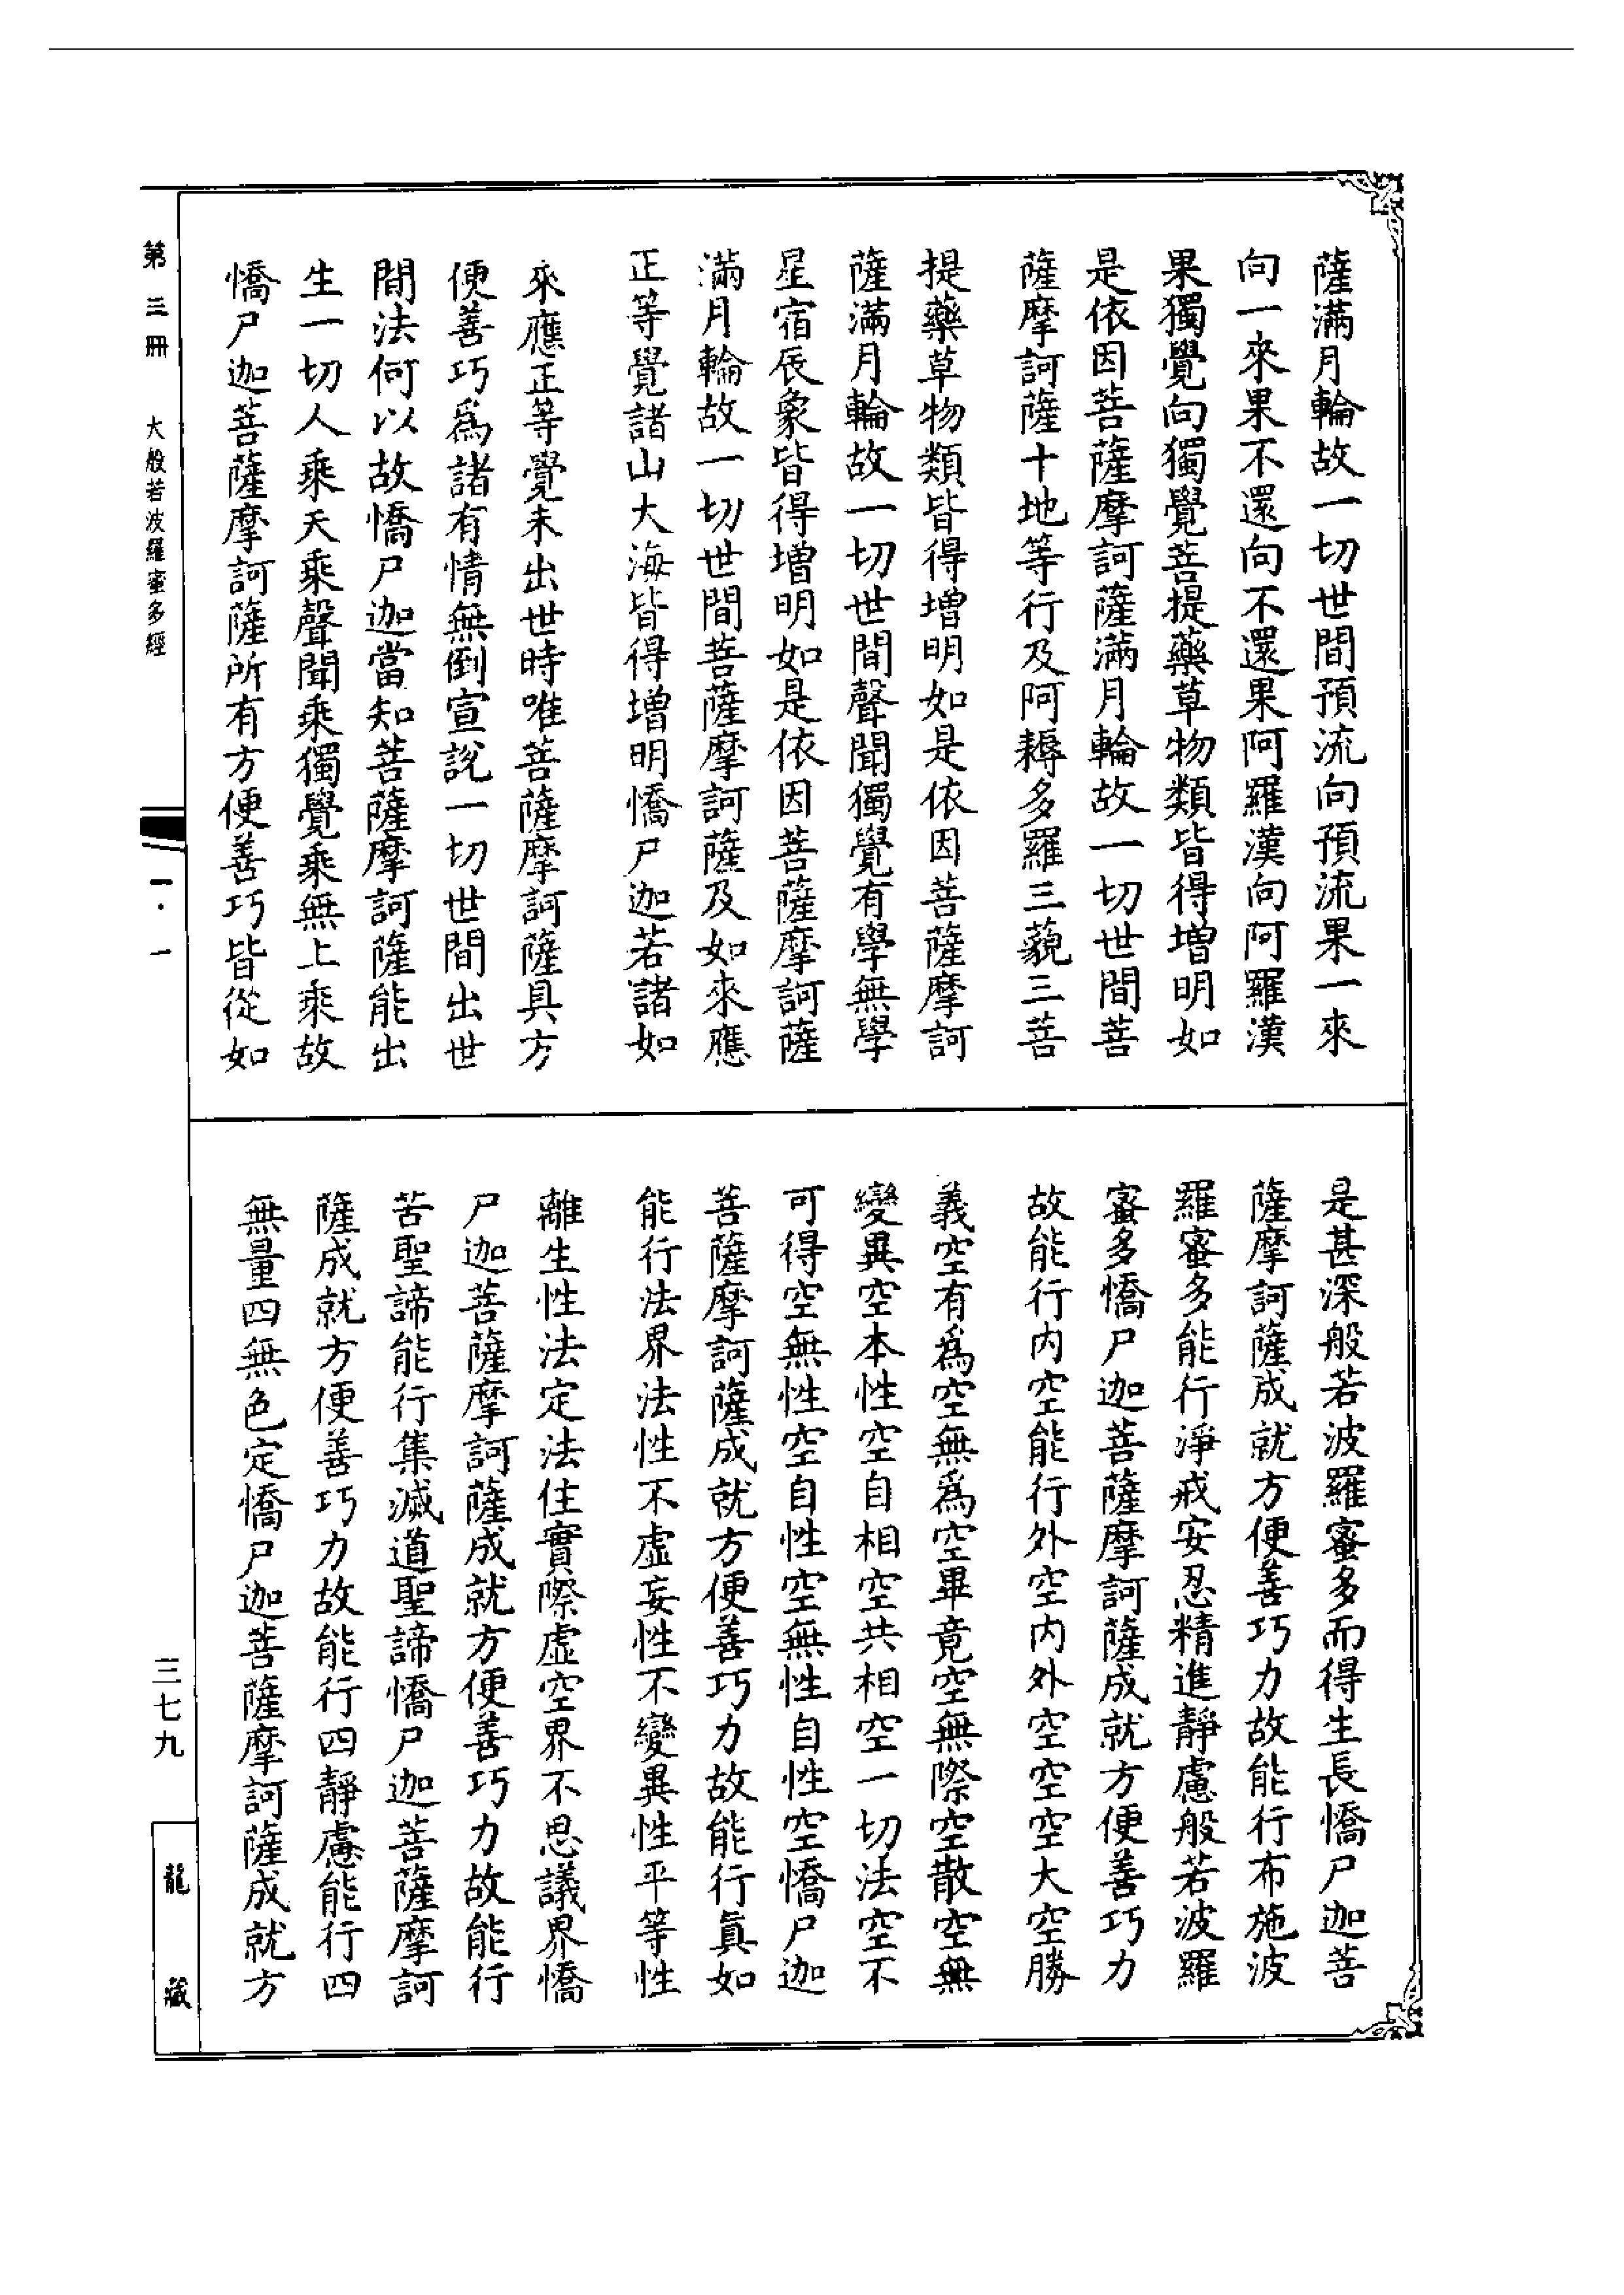 薩滿月輪故一切世間預流向預流果一來
向一來果不還向不還果阿羅漢向阿羅漢
果獨覺向獨覺菩提藥草物類皆得增明如
是依因菩薩摩訶薩滿月輪故一切世間菩
薩摩訶薩十地等行及阿耨多羅三藐三菩
提藥草物類皆得增明如是依因菩薩摩訶
薩滿月輪故一切世間聲聞獨覺有學無學
星宿辰象皆得增明如是依因菩薩摩訶薩
滿月輪故一切世間菩薩摩訶薩及如來應
正等覺諸山大海皆得增明憍尸迦若諸如
來應正等覺未出世時唯菩薩摩訶薩具方
便善巧爲諸有情無倒宣說一切世間出世
間法何以故憍尸迦當知菩薩摩訶薩能出
生一切人乘天乘聲聞乘獨覺乘無上乘故
憍尸迦菩薩摩訶薩所有方便善巧皆從如
是甚深般若波羅蜜多而得生長憍尸迦菩
薩摩訶薩成就方便善巧力故能行布施波
羅蜜多能行淨戒安忍精進靜慮般若波羅
蜜多憍尸迦菩薩摩訶薩成就方便善巧力
故能行內空能行外空內外空空空大空勝
義空有爲空無爲空畢竟空無際空散空無
變異空本性空自相空共相空一切法空不
可得空無性空自性空無性自性空憍尸迦
菩薩摩訶薩成就方便善巧力故能行眞如
能行法界法性不虛妄性不變異性平等性
離生性法定法住實際虛空界不思議界憍
尸迦菩薩摩訶薩成就方便善巧力故能行
苦聖諦能行集滅道聖諦憍尸迦菩薩摩訶
薩成就方便善巧力故能行四靜慮能行四
無量四無色定憍尸迦菩薩摩訶薩成就方
第三冊 大般若波羅蜜多經
一·一
三七九
龍藏